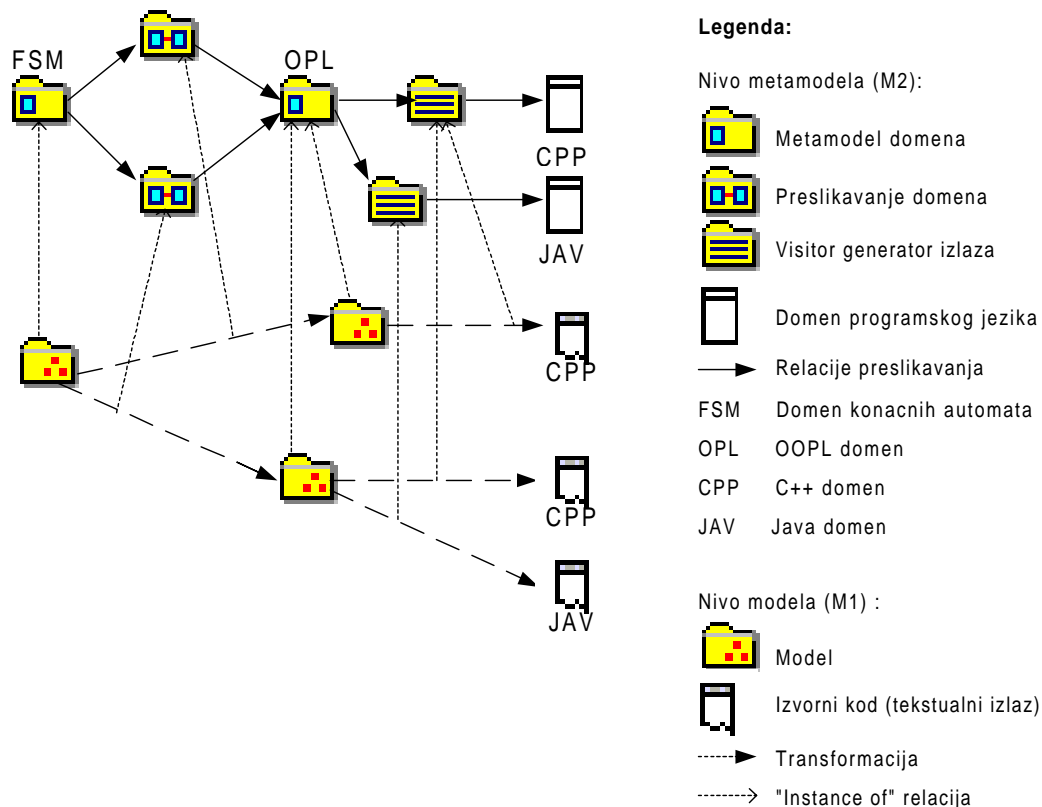 FSM
OPL
CPP
JAV
CPP
CPP
JAV
Legenda:
Nivo metamodela (M2):
Metamodel domena
Preslikavanje domena
Visitor generator izlaza
Domen programskog jezika
Relacije preslikavanja
FSM Domen konacnih automata
OPL OOPL domen
CPP C++ domen
JAV Java domen
Nivo modela (M1) :
Model
Izvorni kod (tekstualni izlaz)
Transformacija
"Instance of" relacija